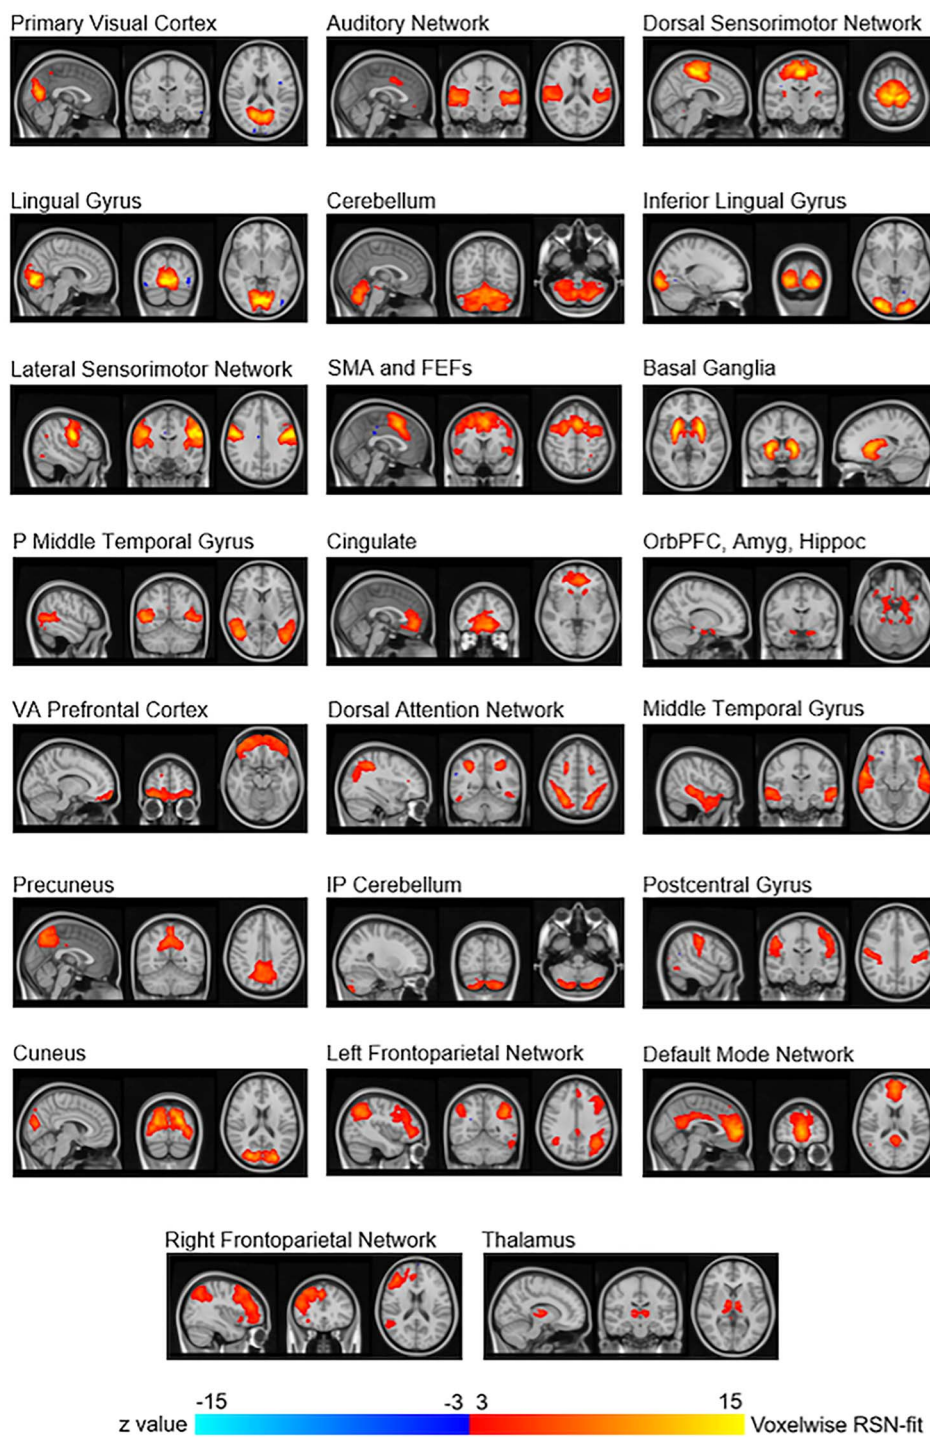 Primary Visual Cortex
Auditory Network
Dorsal Sensorimotor Network
Lingual Gyrus
Cerebellum
Inferior Lingual Gyrus
Lateral Sensorimotor Network
SMA and FEFs
Basal Ganglia
P Middle Temporal Gyrus
Cingulate
OrbPFC, Amyg, Hippoc
VA Prefrontal Cortex
Dorsal Attention Network
Middle Temporal Gyrus
Precuneus
IP Cerebellum
Postcentral Gyrus
Cuneus
Left Frontoparietal Network
Default Mode Network
Right Frontoparietal Network
Thalamus
-15 -3 3 15
z value Voxelwise RSN-fit